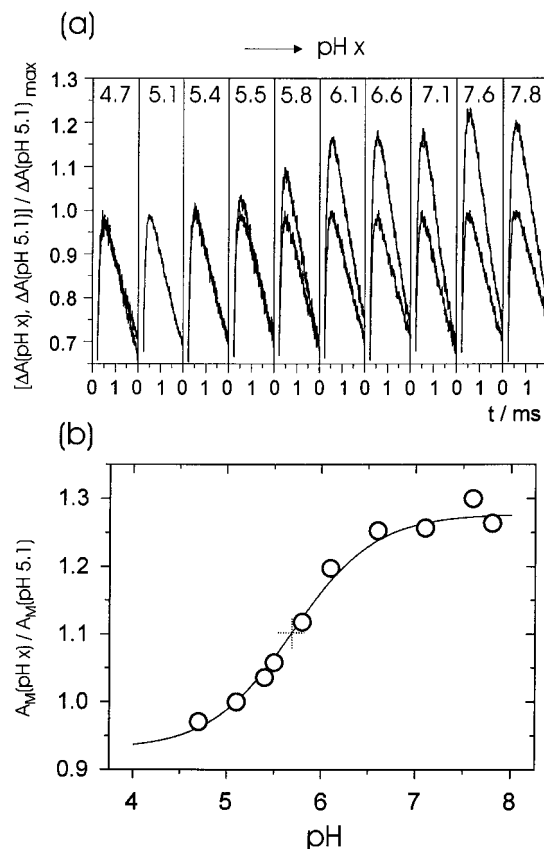 (a)
→ pH x
[ΔA(pH x), ΔA(pH 5.1)] / ΔA(pH 5.1)max
1.3
1.2
1.1
1.0
0.9
0.8
0.7
4.7 5.1 5.4 5.5 5.8 6.1 6.6 7.1 7.6 7.8
0 1 0 1 0 1 0 1 0 1 0 1 0 1 0 1 0 1 0 1
t / ms
(b)
AM(pH x) / AM(pH 5.1)
1.3
1.2
1.1
1.0
0.9
4 5 6 7 8
pH